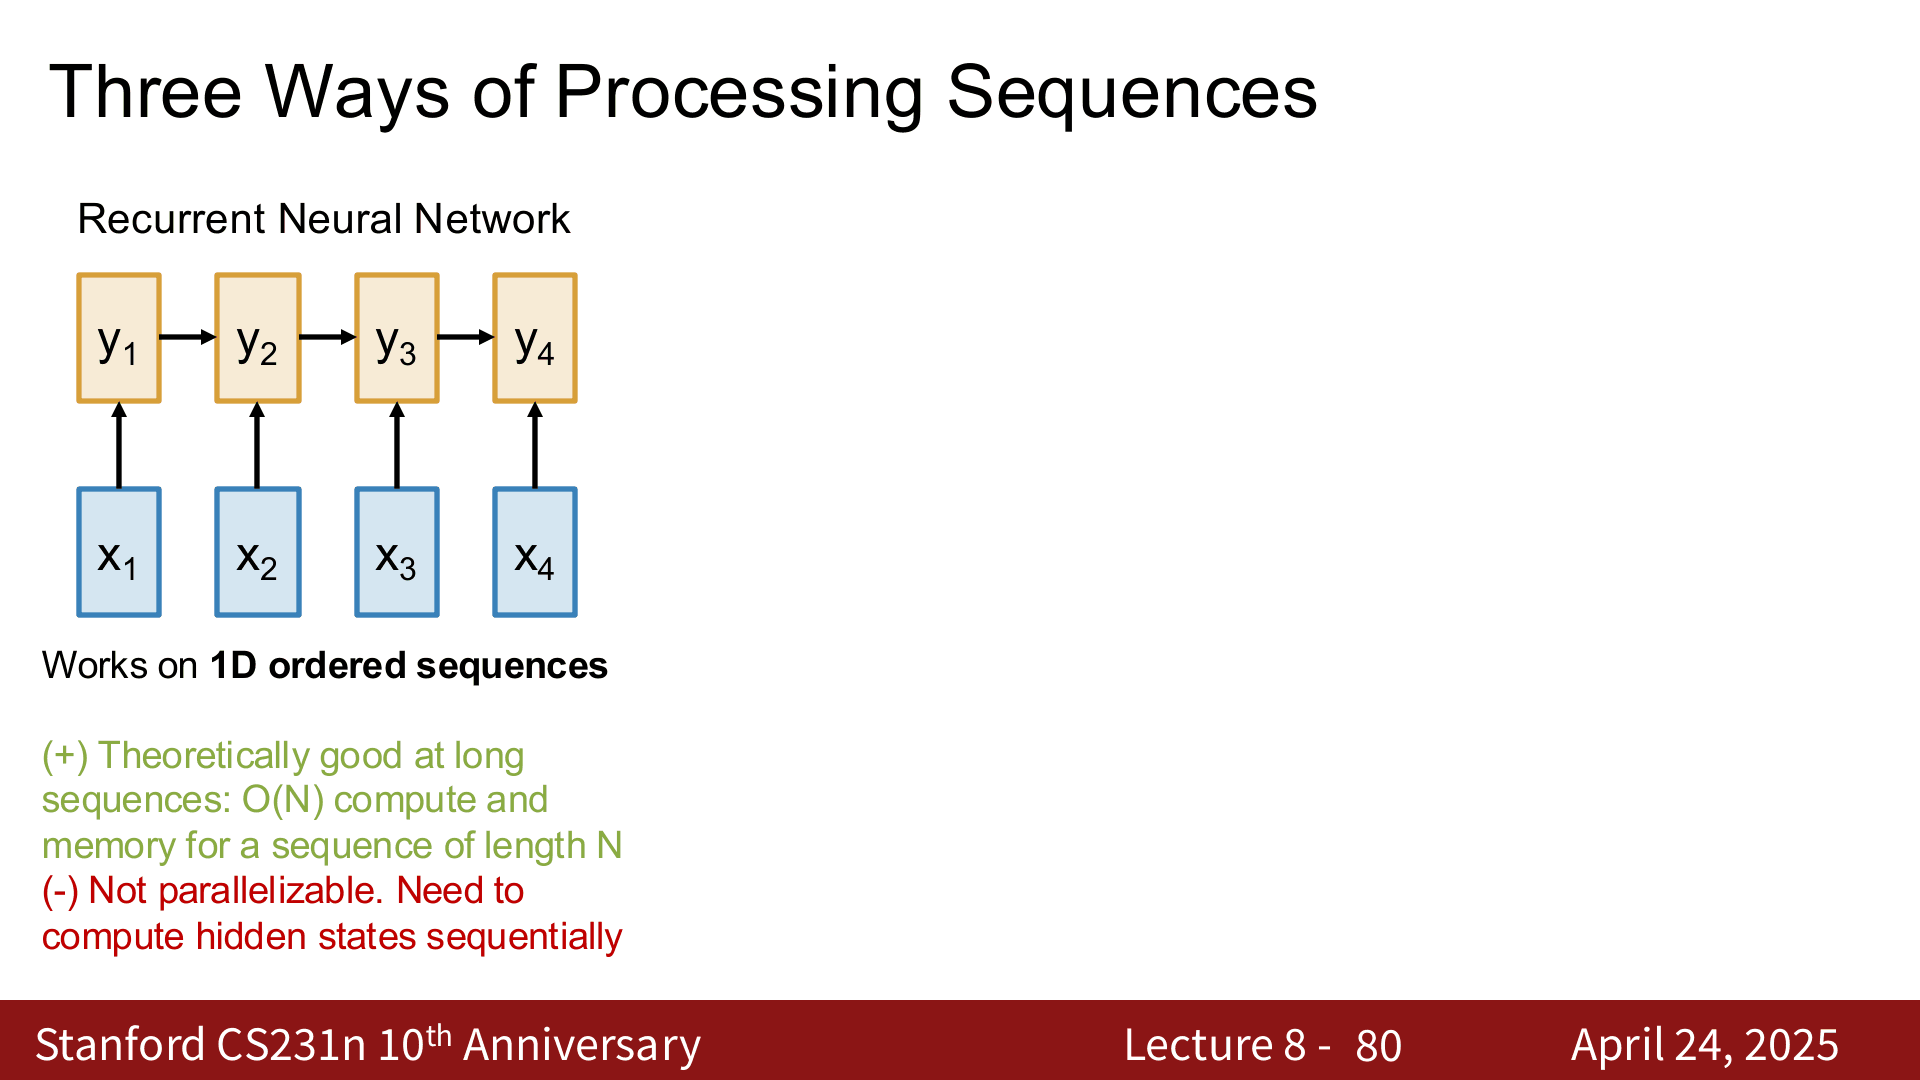 Three Ways of Processing Sequences
Recurrent Neural Network
y1 y2 y3 y4
x1 x2 x3 x4
Works on 1D ordered sequences
(+) Theoretically good at long
sequences: O(N) compute and
memory for a sequence of length N
(-) Not parallelizable. Need to
compute hidden states sequentially
Stanford CS231n 10th Anniversary Lecture 8 - 80 April 24, 2025